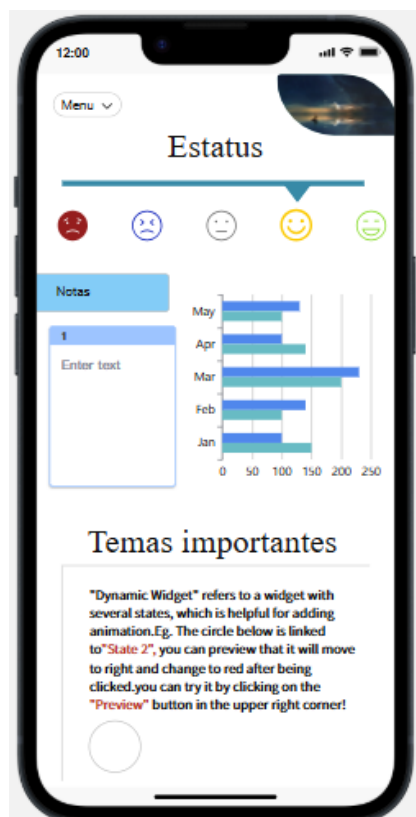 12:00
Menu
Estatus
Notas
1
Enter text
May
Apr
Mar
Feb
Jan
0 50 100 150 200 250
Temas importantes
"Dynamic Widget" refers to a widget with
several states, which is helpful for adding
animation.Eg. The circle below is linked
to"State 2", you can preview that it will move
to right and change to red after being
clicked.you can try it by clicking on the
"Preview" button in the upper right corner!